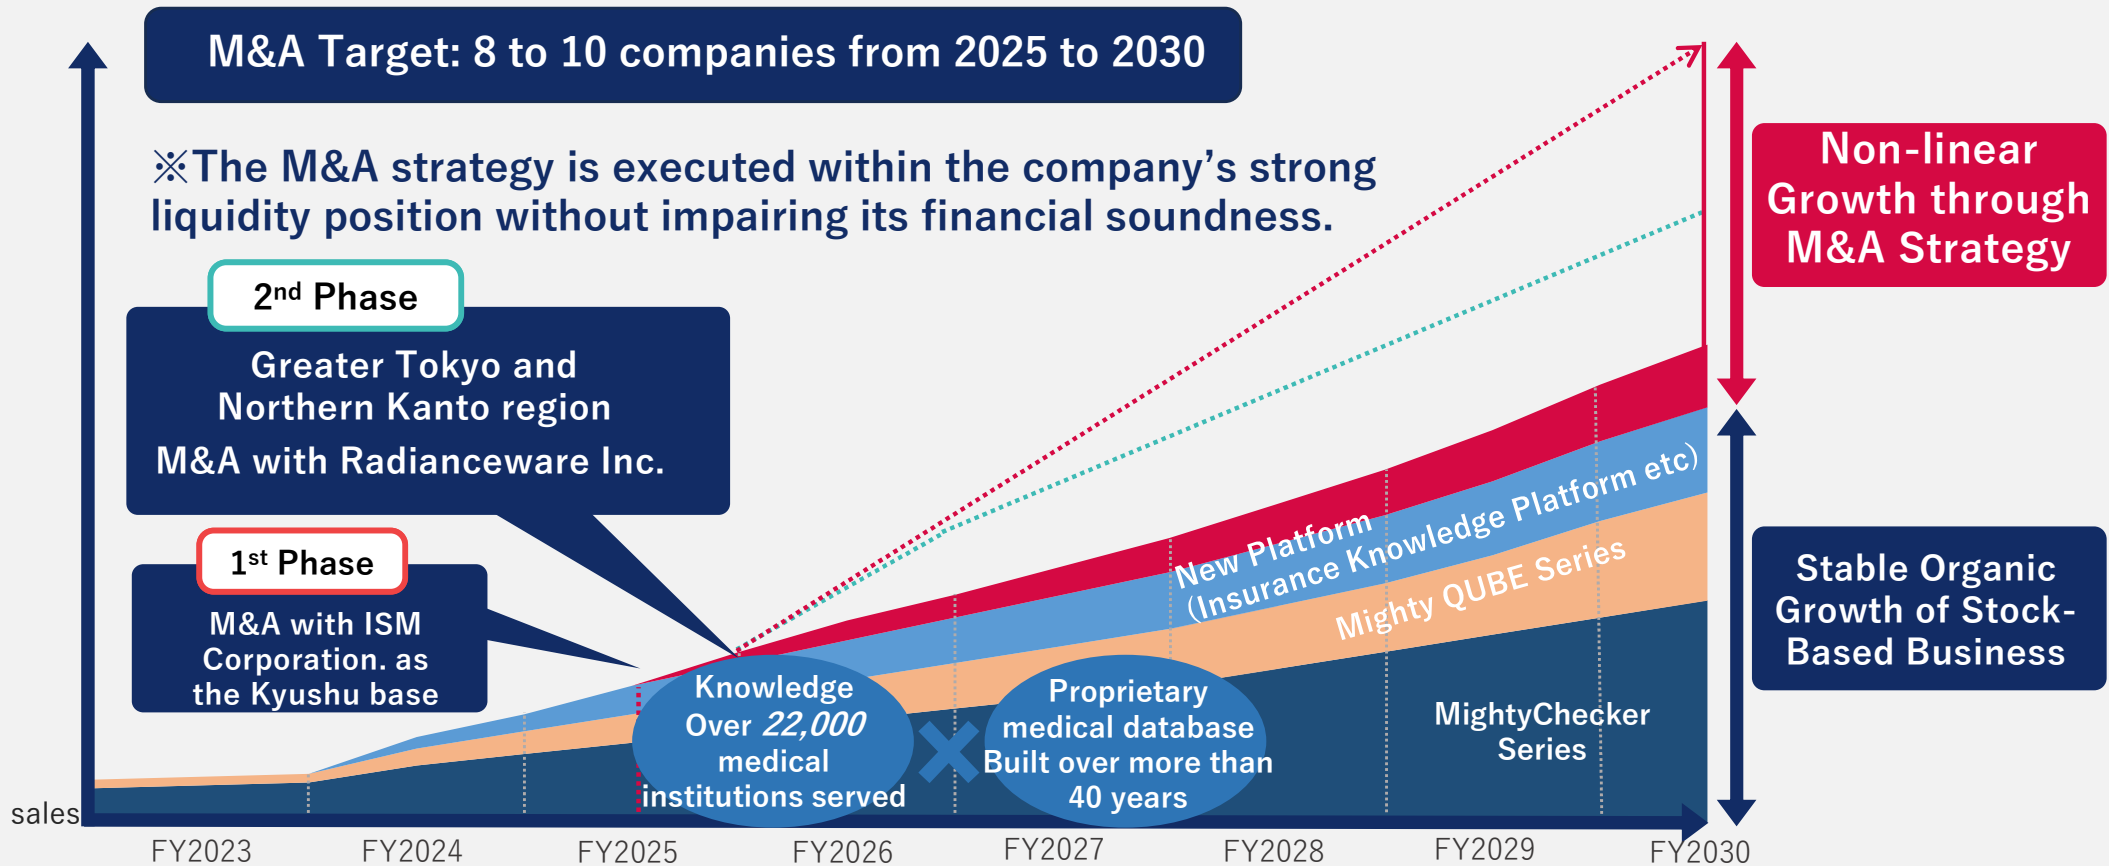 M&A Target: 8 to 10 companies from 2025 to 2030
※The M&A strategy is executed within the company’s strong
liquidity position without impairing its financial soundness.
2nd Phase
Greater Tokyo and
Northern Kanto region
M&A with Radianceware Inc.
1st Phase
M&A with ISM
Corporation. as
the Kyushu base
Non-linear
Growth through
M&A Strategy
Stable Organic
Growth of Stock-
Based Business
New Platform
(Insurance Knowledge Platform etc)
Mighty QUBE Series
MightyChecker
Series
Knowledge
Over 22,000
medical
institutions served
Proprietary
medical database
Built over more than
40 years
sales
FY2023
FY2024
FY2025
FY2026
FY2027
FY2028
FY2029
FY2030